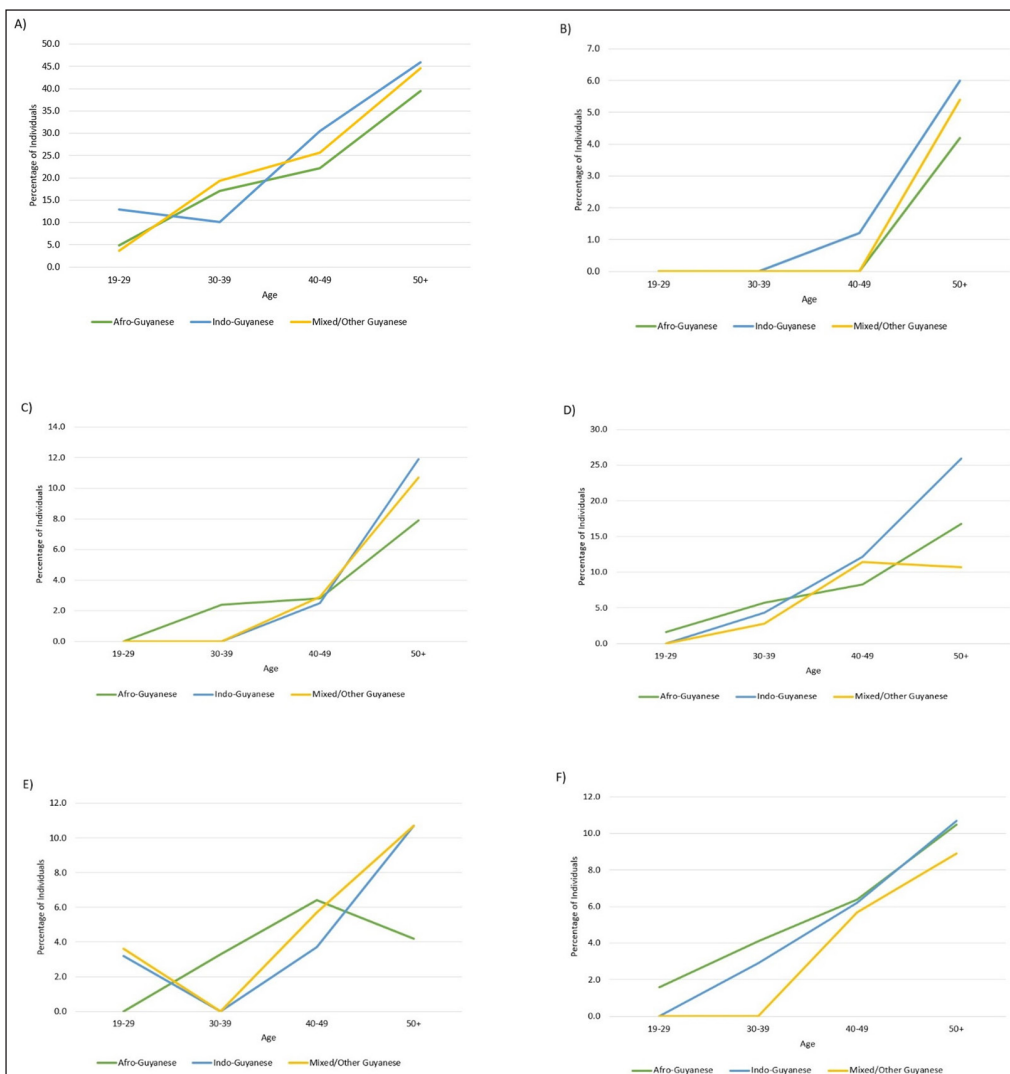 A)
50.0
45.0
40.0
35.0
30.0
25.0
20.0
15.0
10.0
5.0
0.0
Percentage of Individuals
19-29 30-39 40-49 50+
Age
Afro-Guyanese Indo-Guyanese Mixed/Other Guyanese
B)
7.0
6.0
5.0
4.0
3.0
2.0
1.0
0.0
Percentage of Individuals
19-29 30-39 40-49 50+
Age
Afro-Guyanese Indo-Guyanese Mixed/Other Guyanese
C)
14.0
12.0
10.0
8.0
6.0
4.0
2.0
0.0
Percentage of Individuals
19-29 30-39 40-49 50+
Age
Afro-Guyanese Indo-Guyanese Mixed/Other Guyanese
D)
30.0
25.0
20.0
15.0
10.0
5.0
0.0
Percentage of Individuals
19-29 30-39 40-49 50+
Age
Afro-Guyanese Indo-Guyanese Mixed/Other Guyanese
E)
12.0
10.0
8.0
6.0
4.0
2.0
0.0
Percentage of Individuals
19-29 30-39 40-49 50+
Age
Afro-Guyanese Indo-Guyanese Mixed/Other Guyanese
F)
12.0
10.0
8.0
6.0
4.0
2.0
0.0
Percentage of Individuals
19-29 30-39 40-49 50+
Age
Afro-Guyanese Indo-Guyanese Mixed/Other Guyanese